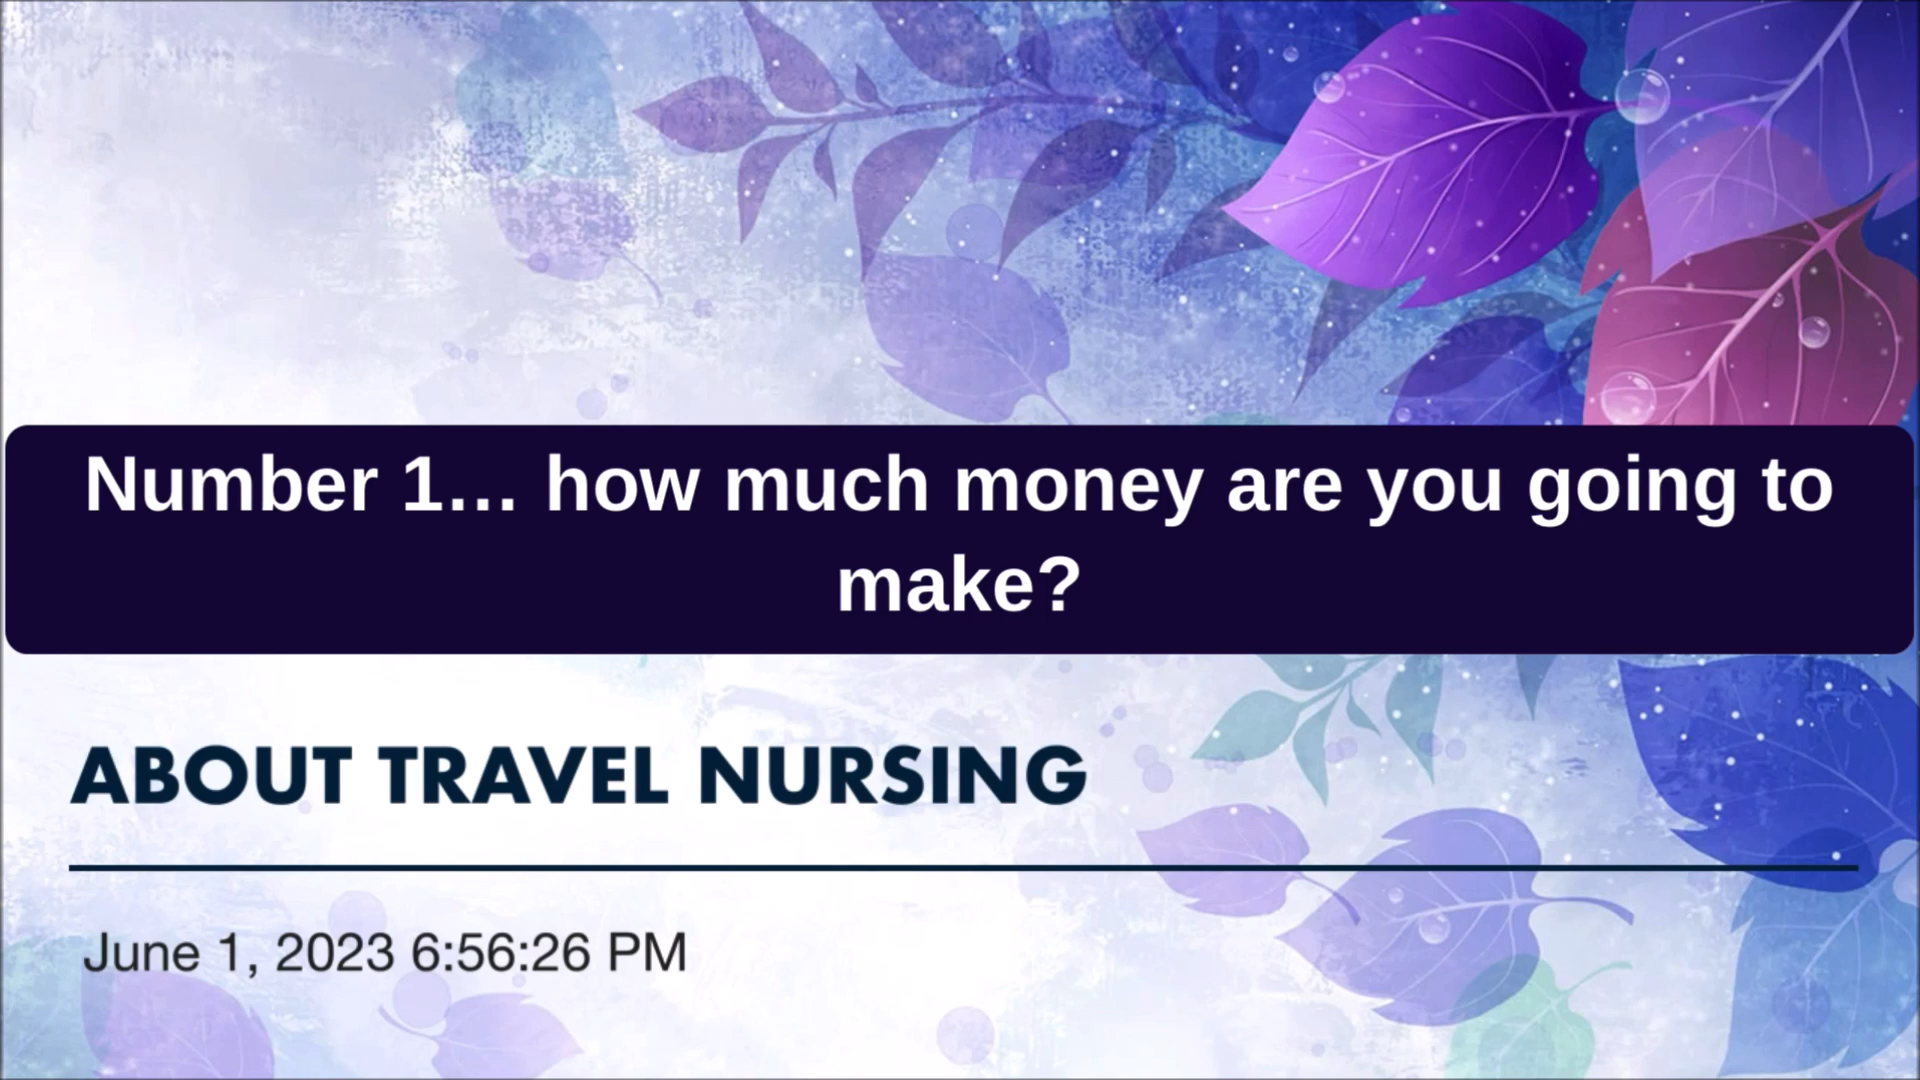 Number 1... how much money are you going to
make?
ABOUT TRAVEL NURSING
June 1, 2023 6:56:26 PM